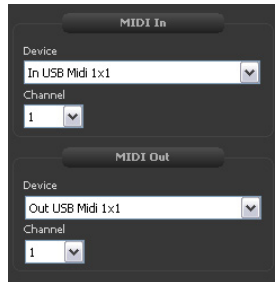 MIDI In
Device
In USB Midi 1x1
Channel
1
MIDI Out
Device
Out USB Midi 1x1
Channel
1